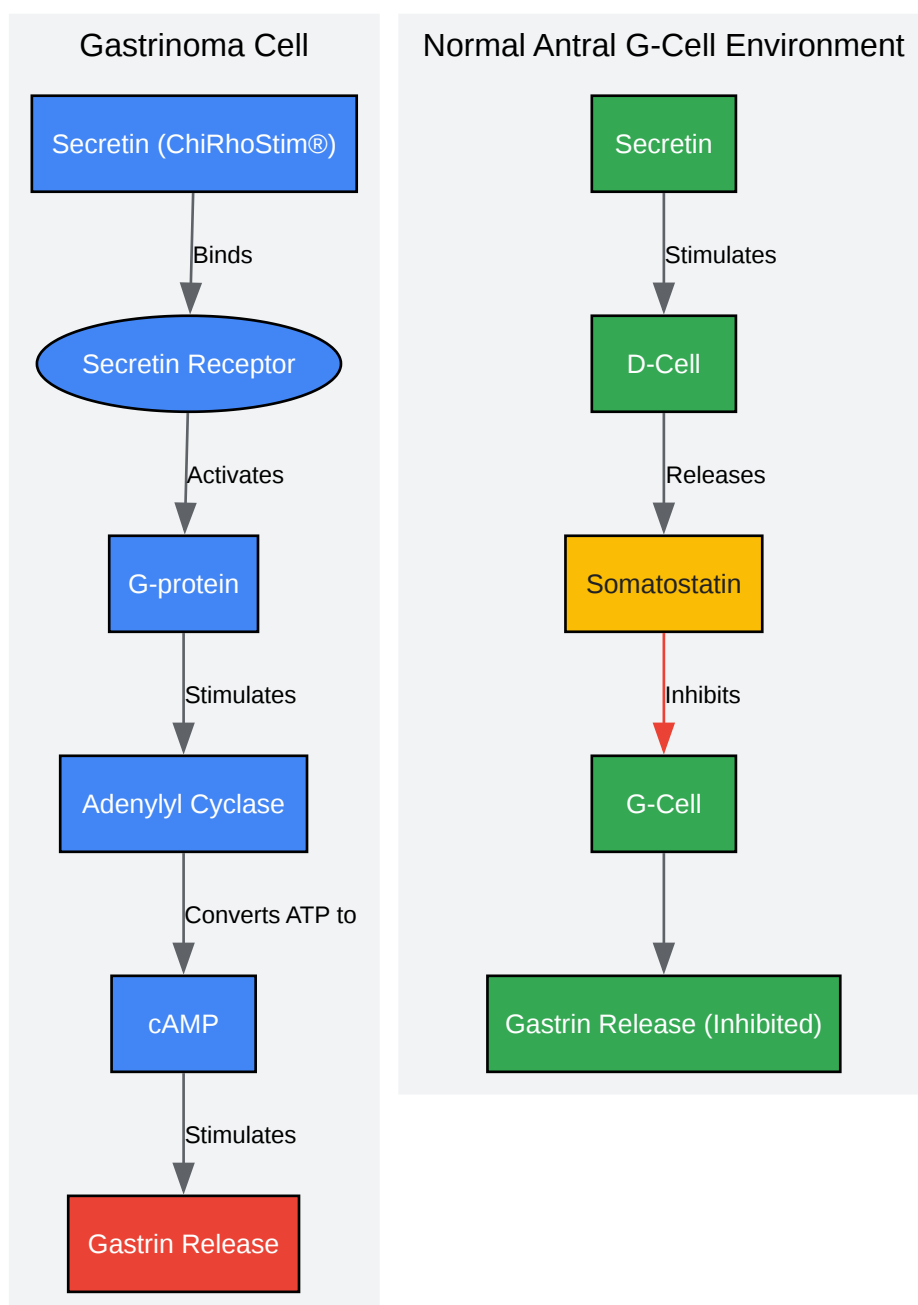 Gastrinoma Cell
Secretin (ChiRhoStim®)
Binds
Secretin Receptor
Activates
G-protein
Stimulates
Adenylyl Cyclase
Converts ATP to
cAMP
Stimulates
Gastrin Release
Normal Antral G-Cell Environment
Secretin
Stimulates
D-Cell
Releases
Somatostatin
Inhibits
G-Cell
Gastrin Release (Inhibited)